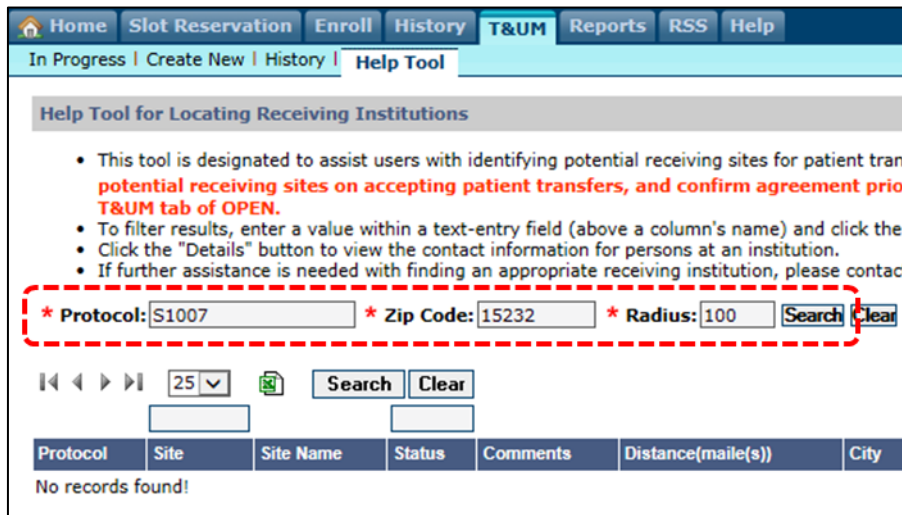 Home Slot Reservation Enroll History T&UM Reports RSS Help
In Progress | Create New | History | Help Tool
Help Tool for Locating Receiving Institutions
• This tool is designated to assist users with identifying potential receiving sites for patient tran
potential receiving sites on accepting patient transfers, and confirm agreement prio
T&UM tab of OPEN.
• To filter results, enter a value within a text-entry field (above a column's name) and click the
• Click the "Details" button to view the contact information for persons at an institution.
• If further assistance is needed with finding an appropriate receiving institution, please contac
* Protocol: S1007 * Zip Code: 15232 * Radius: 100 Search Clear
25 Search Clear
Protocol Site Site Name Status Comments Distance(maile(s)) City
No records found!